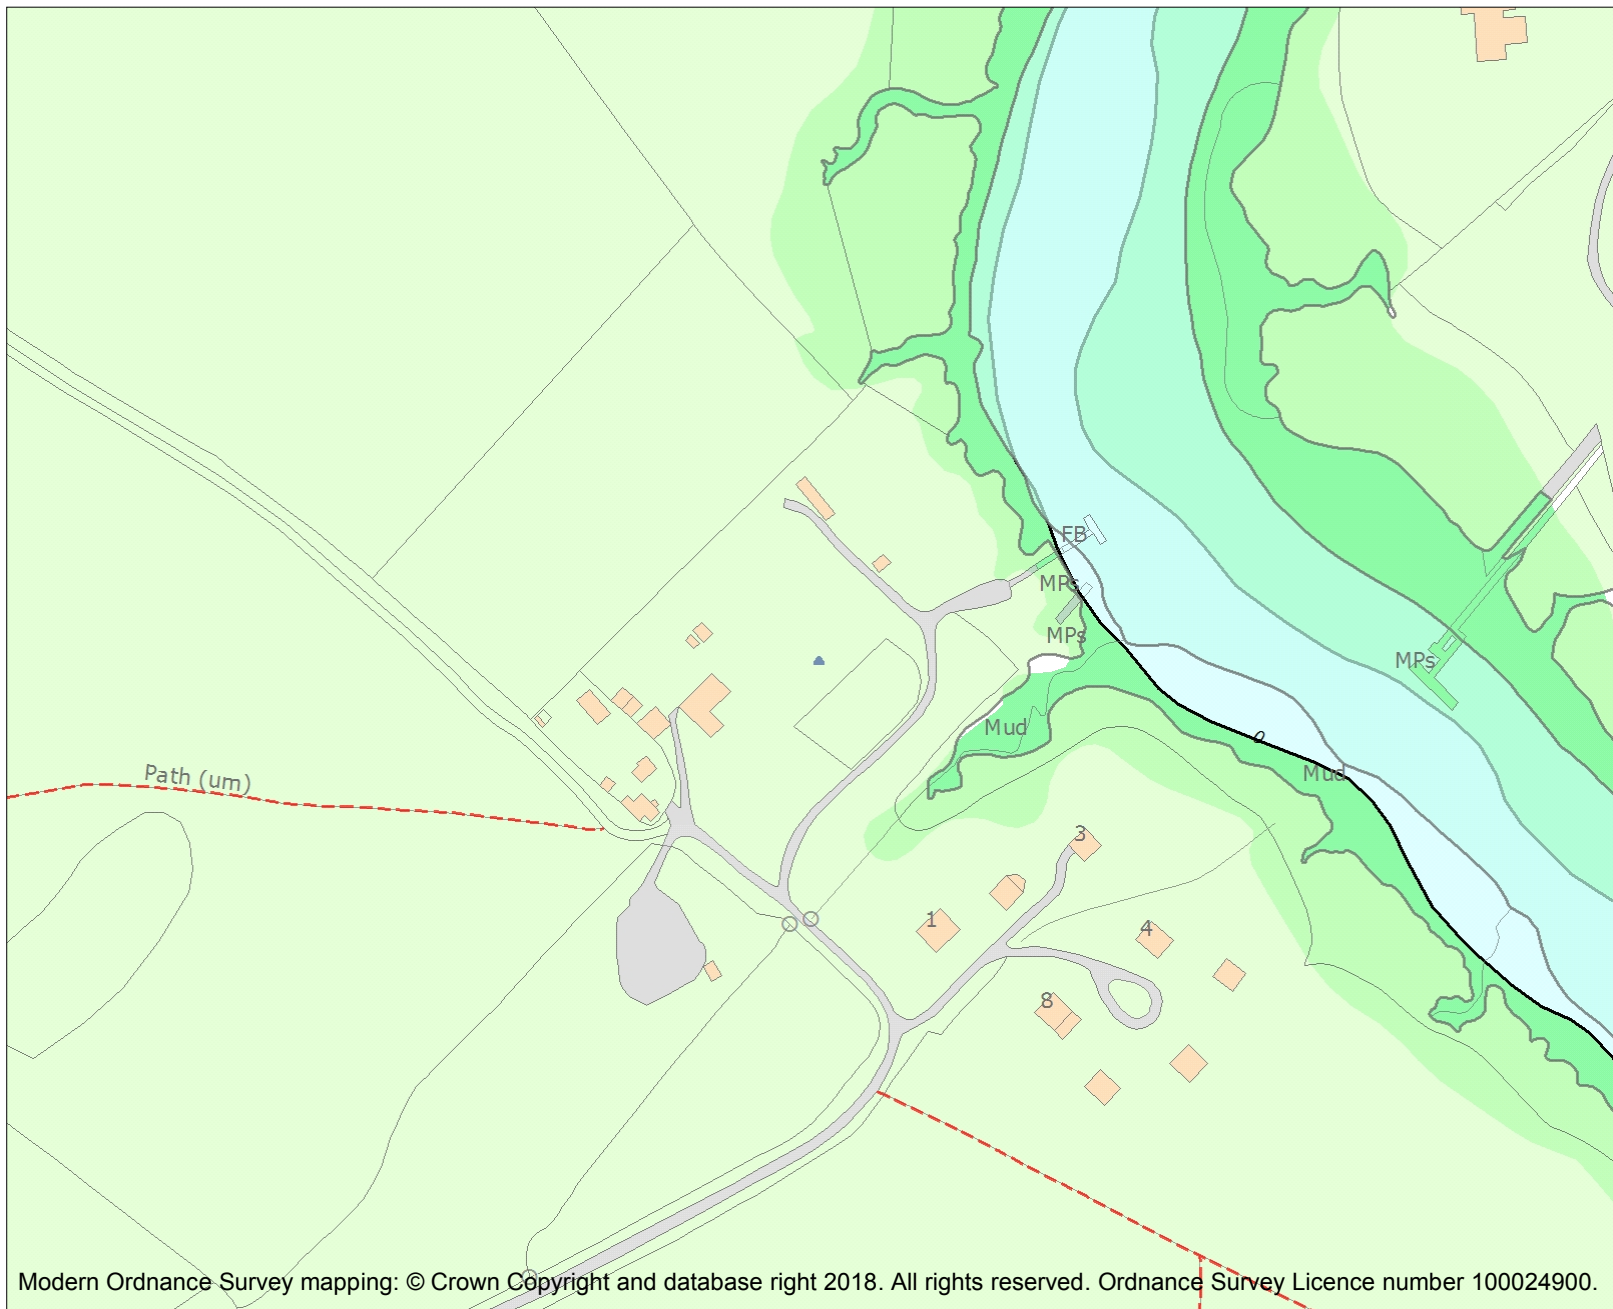 FB
MPs
MPs
MPs
Mud
0
Mud
Path (um)
3
1
4
8
Modern Ordnance Survey mapping: © Crown Copyright and database right 2018. All rights reserved. Ordnance Survey Licence number 100024900.